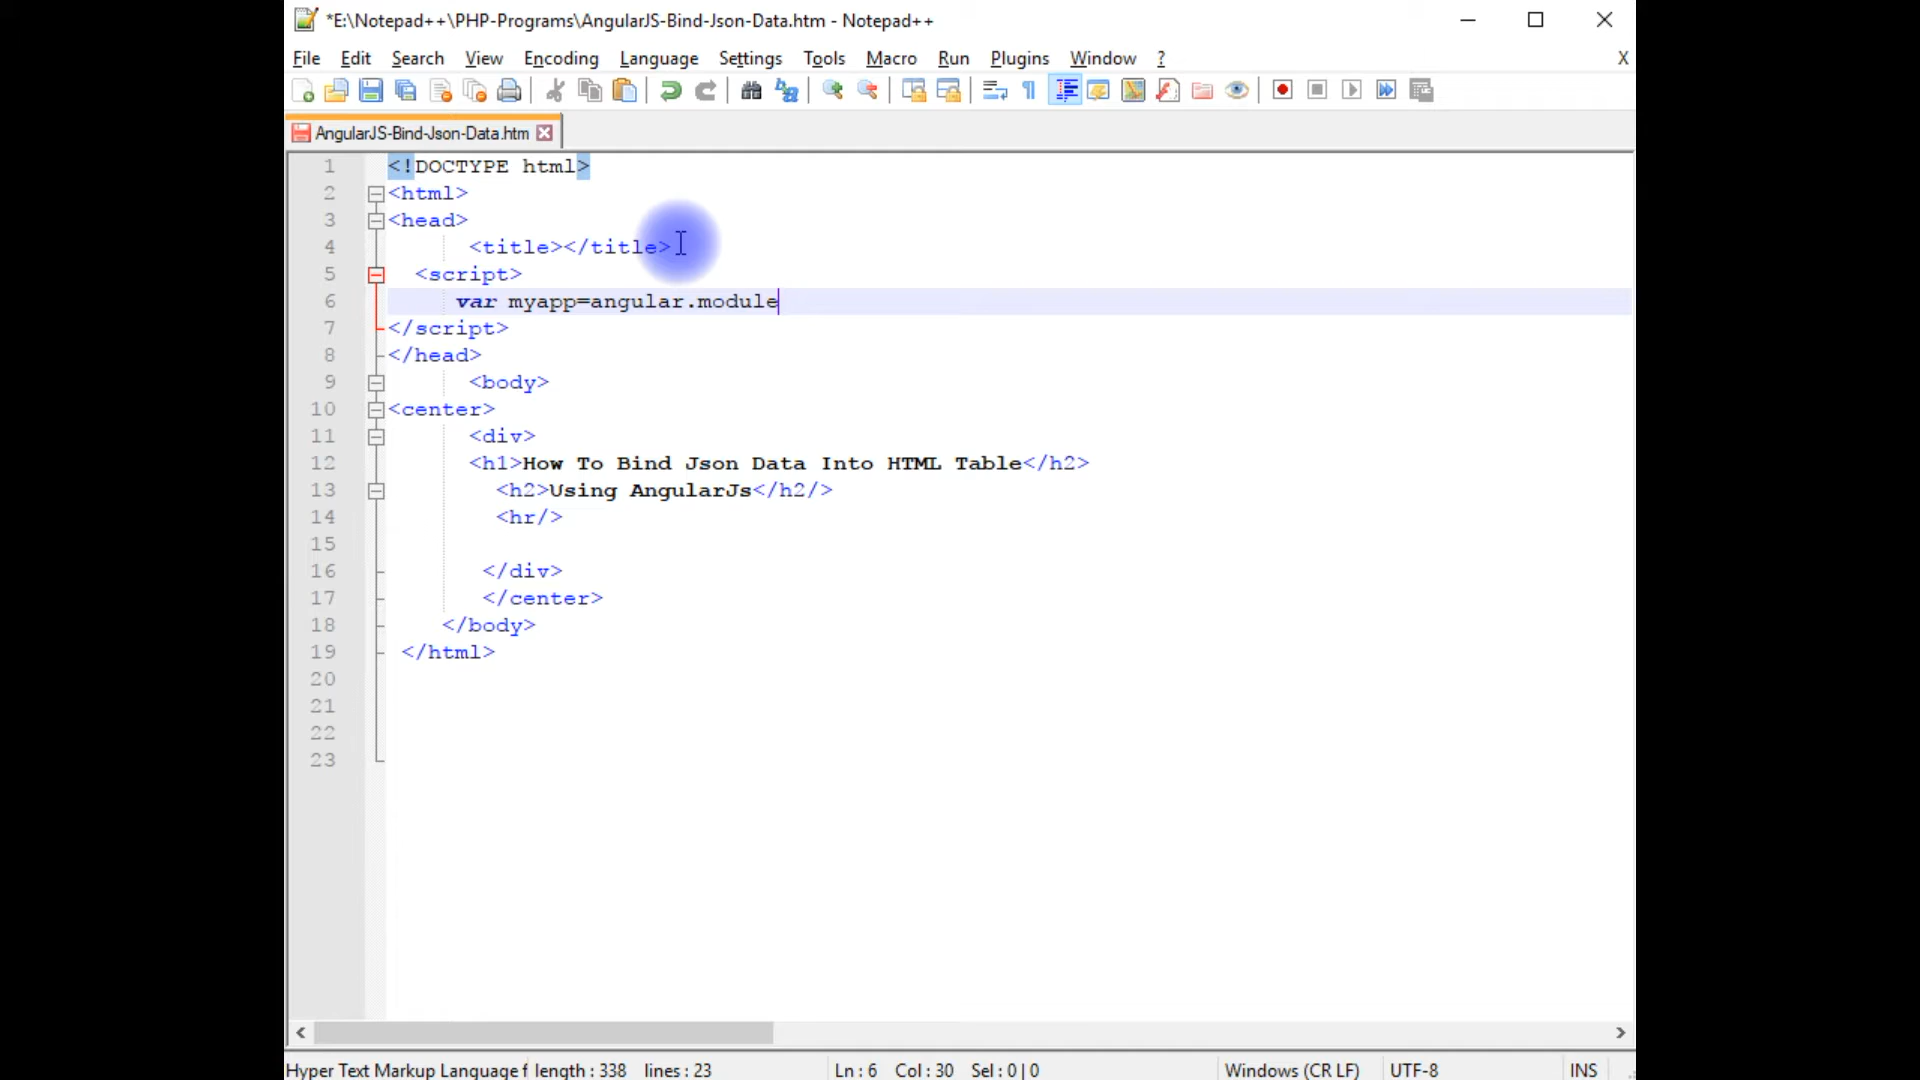 *E:\Notepad++\PHP-Programs\AngularJS-Bind-Json-Data.htm - Notepad++
File Edit Search View Encoding Language Settings Tools Macro Run Plugins Window ? X
AngularJS-Bind-Json-Data.htm
1 <!DOCTYPE html>
2 <html>
3 <head>
4 <title></title>
5 <script>
6 var myapp=angular.module
7 </script>
8 </head>
9 <body>
10 <center>
11 <div>
12 <h1>How To Bind Json Data Into HTML Table</h2>
13 <h2>Using AngularJs</h2/>
14 <hr/>
15
16 </div>
17 </center>
18 </body>
19 </html>
20
21
22
23
Hyper Text Markup Language f length : 338 lines : 23 Ln : 6 Col : 30 Sel : 0 | 0 Windows (CR LF) UTF-8 INS